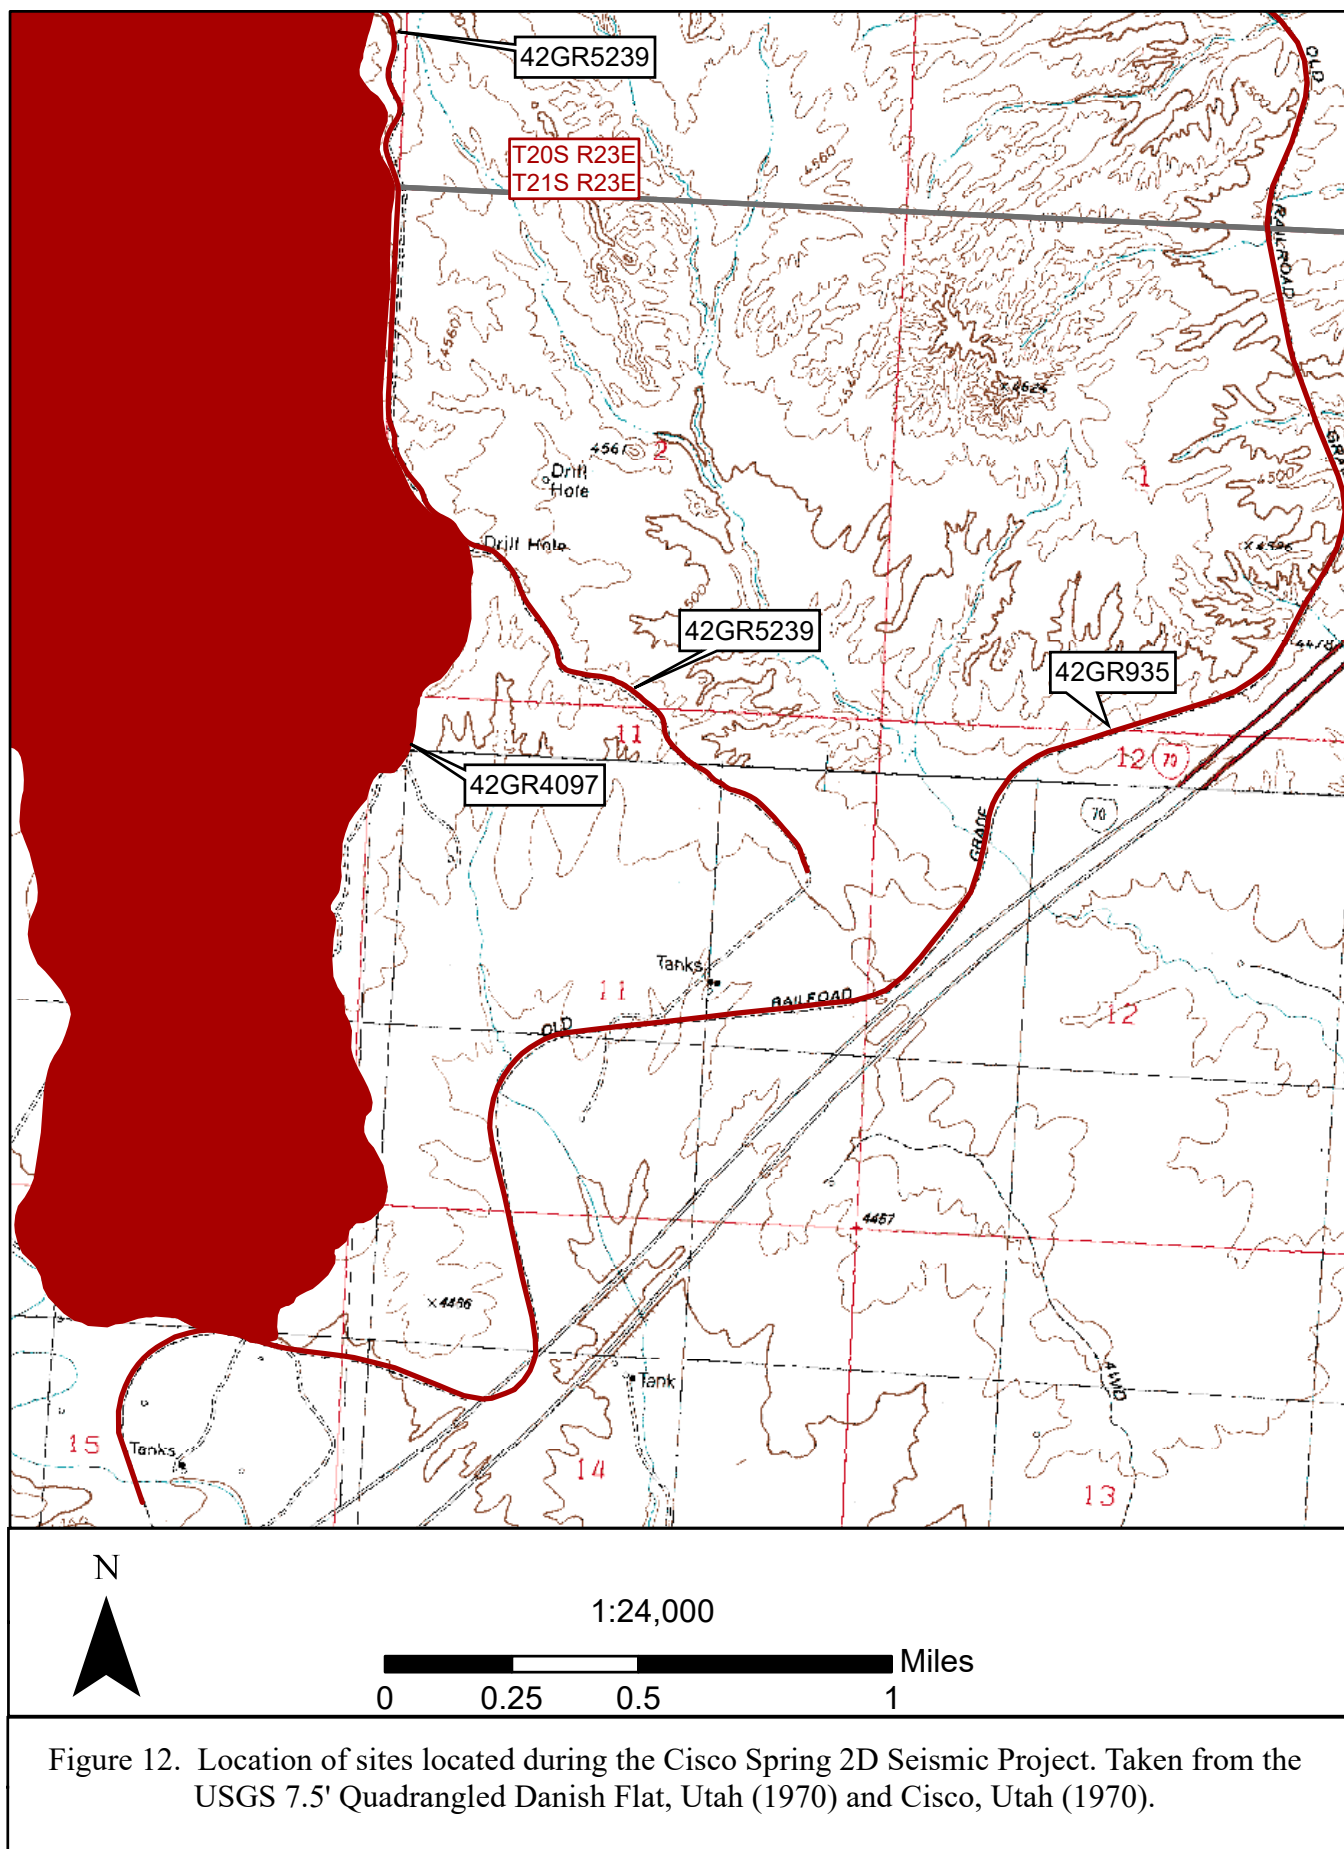 42GR5239
OLD
T20S R23E
T21S R23E
4560
RAILROAD
4560
4540
×4624
4561
2
Drill
Hole
1
4500
Drill Hole
×4596
42GR5239
42GR935
11
12
70
42GR4097
70
GRADE
Tanks
11
RAILROAD
OLD
12
4457
×4486
Tank
4WD
15
Tanks
14
13
N
1:24,000
Miles
0 0.25 0.5 1
Figure 12. Location of sites located during the Cisco Spring 2D Seismic Project. Taken from the
USGS 7.5' Quadrangled Danish Flat, Utah (1970) and Cisco, Utah (1970).